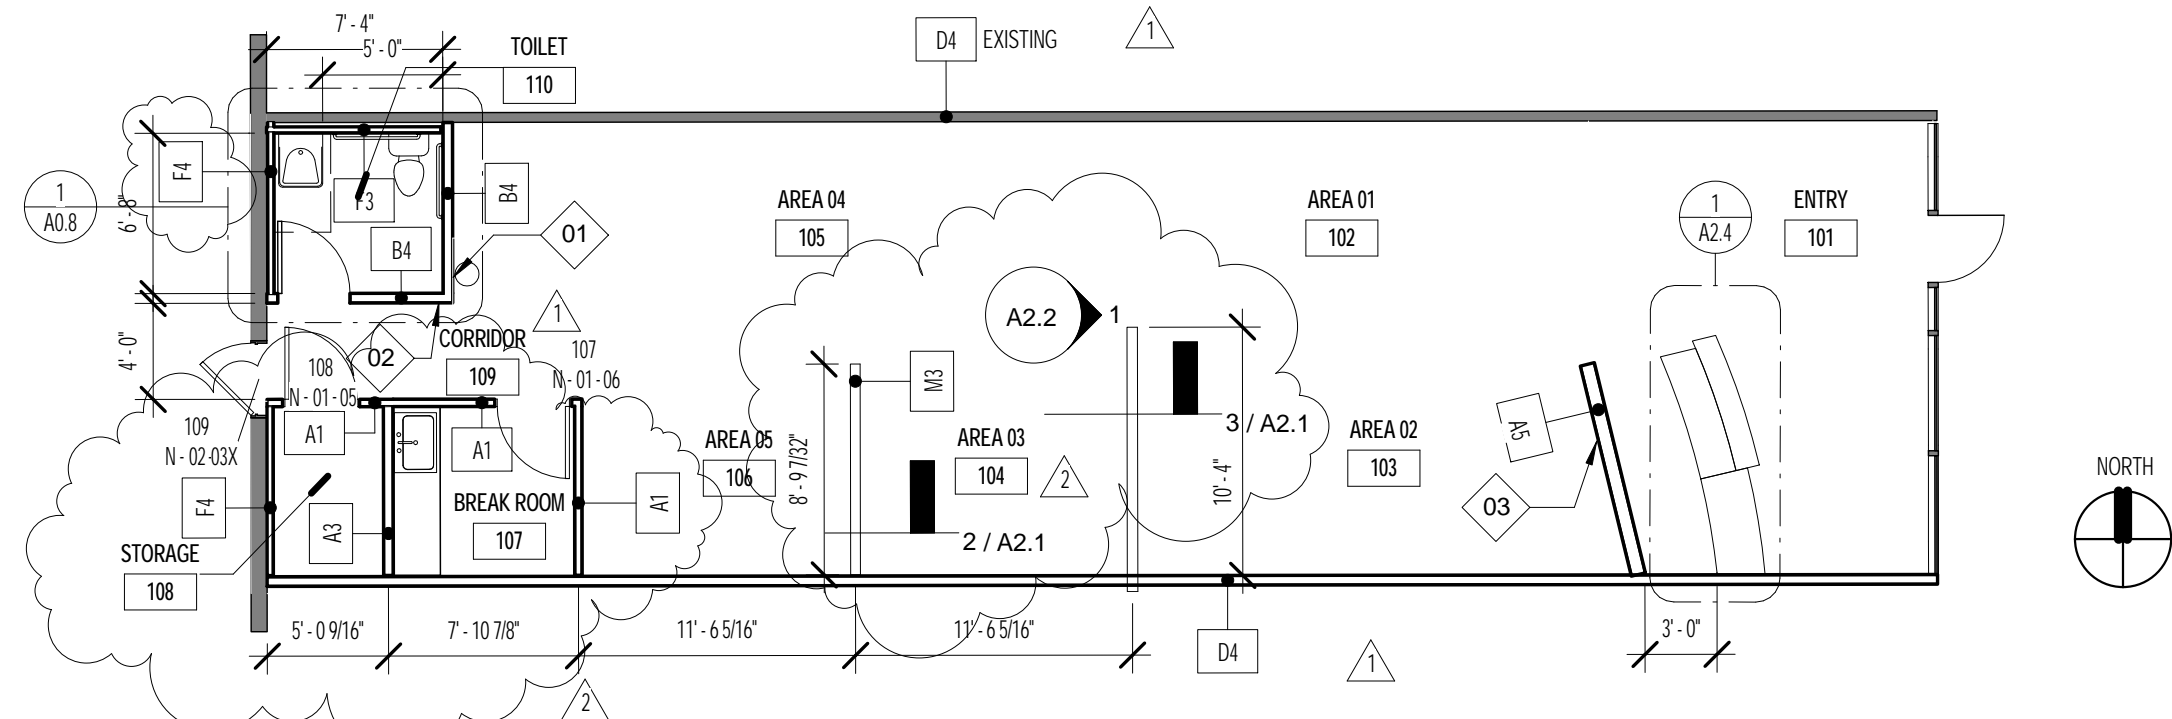 7' - 4"
5' - 0"
TOILET
110
D4 EXISTING
1
F4
1
A0.8
6' - 8"
F3
B4
B4
01
AREA 04
105
AREA 01
102
1
A2.4
ENTRY
101
A2.2 1
1
4' - 0"
02
CORRIDOR
109
108
N - 01 - 05
107
N - 01 - 06
M3
A1
A1
109
N - 02-03X
3 / A2.1
AREA 05
106
8' - 9 7/32"
AREA 03
104
2
10' - 4"
AREA 02
103
A5
03
NORTH
F4
A3
BREAK ROOM
107
A1
2 / A2.1
STORAGE
108
5' - 0 9/16"
7' - 10 7/8"
11' - 6 5/16"
11' - 6 5/16"
D4
1
3' - 0"
2